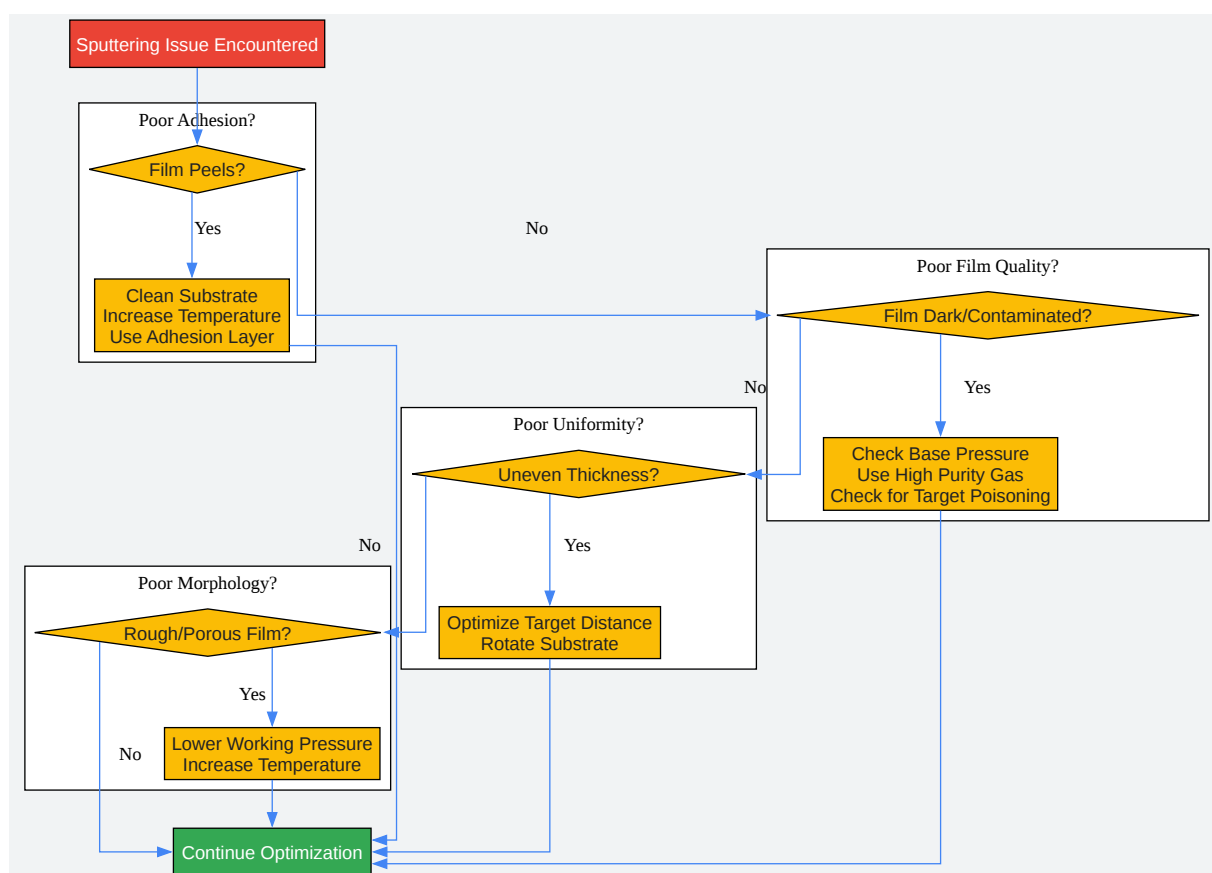 Sputtering Issue Encountered
Poor Adhesion?
Film Peels?
Yes
No
Clean Substrate
Increase Temperature
Use Adhesion Layer
Poor Film Quality?
Film Dark/Contaminated?
Yes
No
Check Base Pressure
Use High Purity Gas
Check for Target Poisoning
Poor Uniformity?
Uneven Thickness?
Yes
No
Optimize Target Distance
Rotate Substrate
Poor Morphology?
Rough/Porous Film?
Yes
No
Lower Working Pressure
Increase Temperature
Continue Optimization